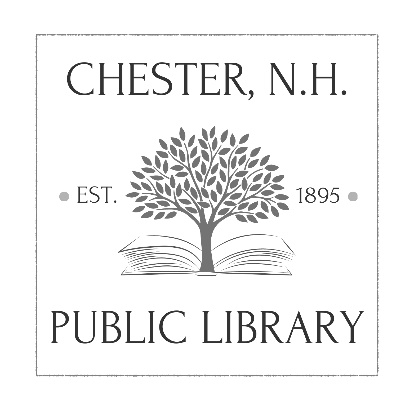 CHESTER, N.H.
EST. 1895
PUBLIC LIBRARY